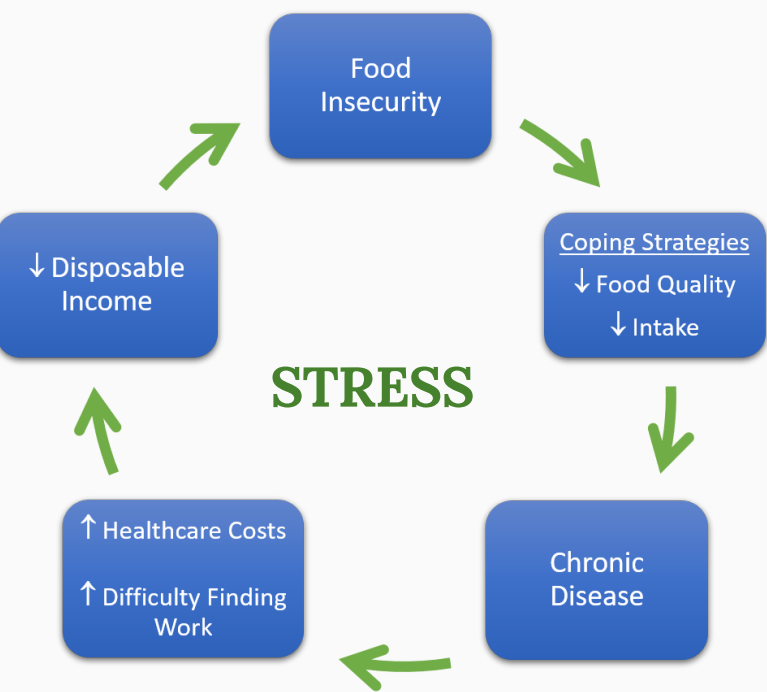 Food
Insecurity
Coping Strategies
↓ Food Quality
↓ Intake
Chronic
Disease
↑ Healthcare Costs
↑ Difficulty Finding
Work
↓ Disposable
Income
STRESS